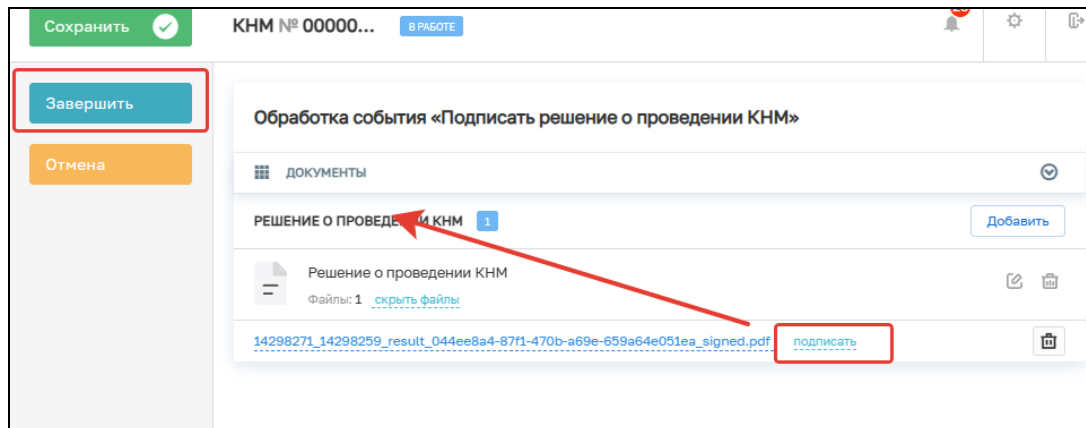 Сохранить
КНМ № 00000...
В РАБОТЕ
Завершить
Отмена
Обработка события «Подписать решение о проведении КНМ»
ДОКУМЕНТЫ
РЕШЕНИЕ О ПРОВЕДЕНИИ КНМ 1
Добавить
Решение о проведении КНМ
Файлы: 1 скрыть файлы
14298271_14298259_result_044ee8a4-87f1-470b-a69e-659a64e051ea_signed.pdf подписать